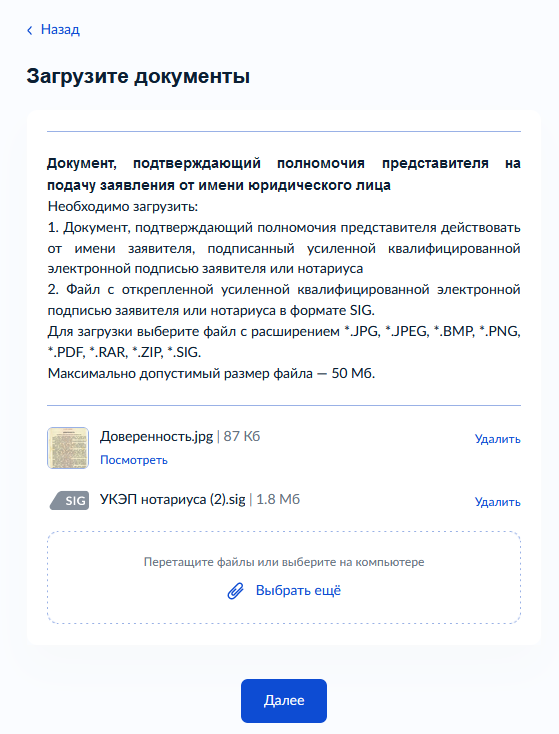 Назад
Загрузите документы
Документ, подтверждающий полномочия представителя на
подачу заявления от имени юридического лица
Необходимо загрузить:
1. Документ, подтверждающий полномочия представителя действовать
от имени заявителя, подписанный усиленной квалифицированной
электронной подписью заявителя или нотариуса
2. Файл с открепленной усиленной квалифицированной электронной
подписью заявителя или нотариуса в формате SIG.
Для загрузки выберите файл с расширением *.JPG, *.JPEG, *.BMP, *.PNG,
*.PDF, *.RAR, *.ZIP, *.SIG.
Максимально допустимый размер файла — 50 Мб.
Доверенность.jpg | 87 Кб
Удалить
Посмотреть
SIG
УКЭП нотариуса (2).sig | 1.8 Мб
Удалить
Перетащите файлы или выберите на компьютере
Выбрать ещё
Далее